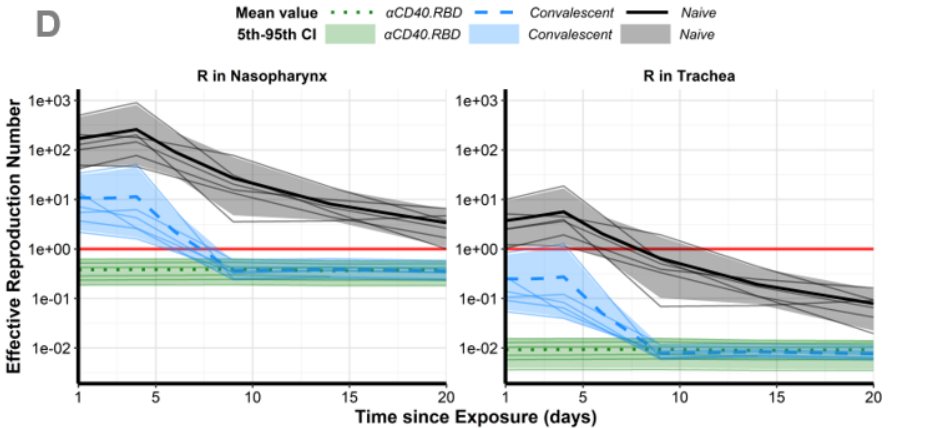 D
Mean value αCD40.RBD Convalescent Naive
5th-95th CI αCD40.RBD Convalescent Naive
R in Nasopharynx R in Trachea
Effective Reproduction Number
1e+03 1e+03
1e+02 1e+02
1e+01 1e+01
1e+00 1e+00
1e-01 1e-01
1e-02 1e-02
1 5 10 15 20 1 5 10 15 20
Time since Exposure (days)